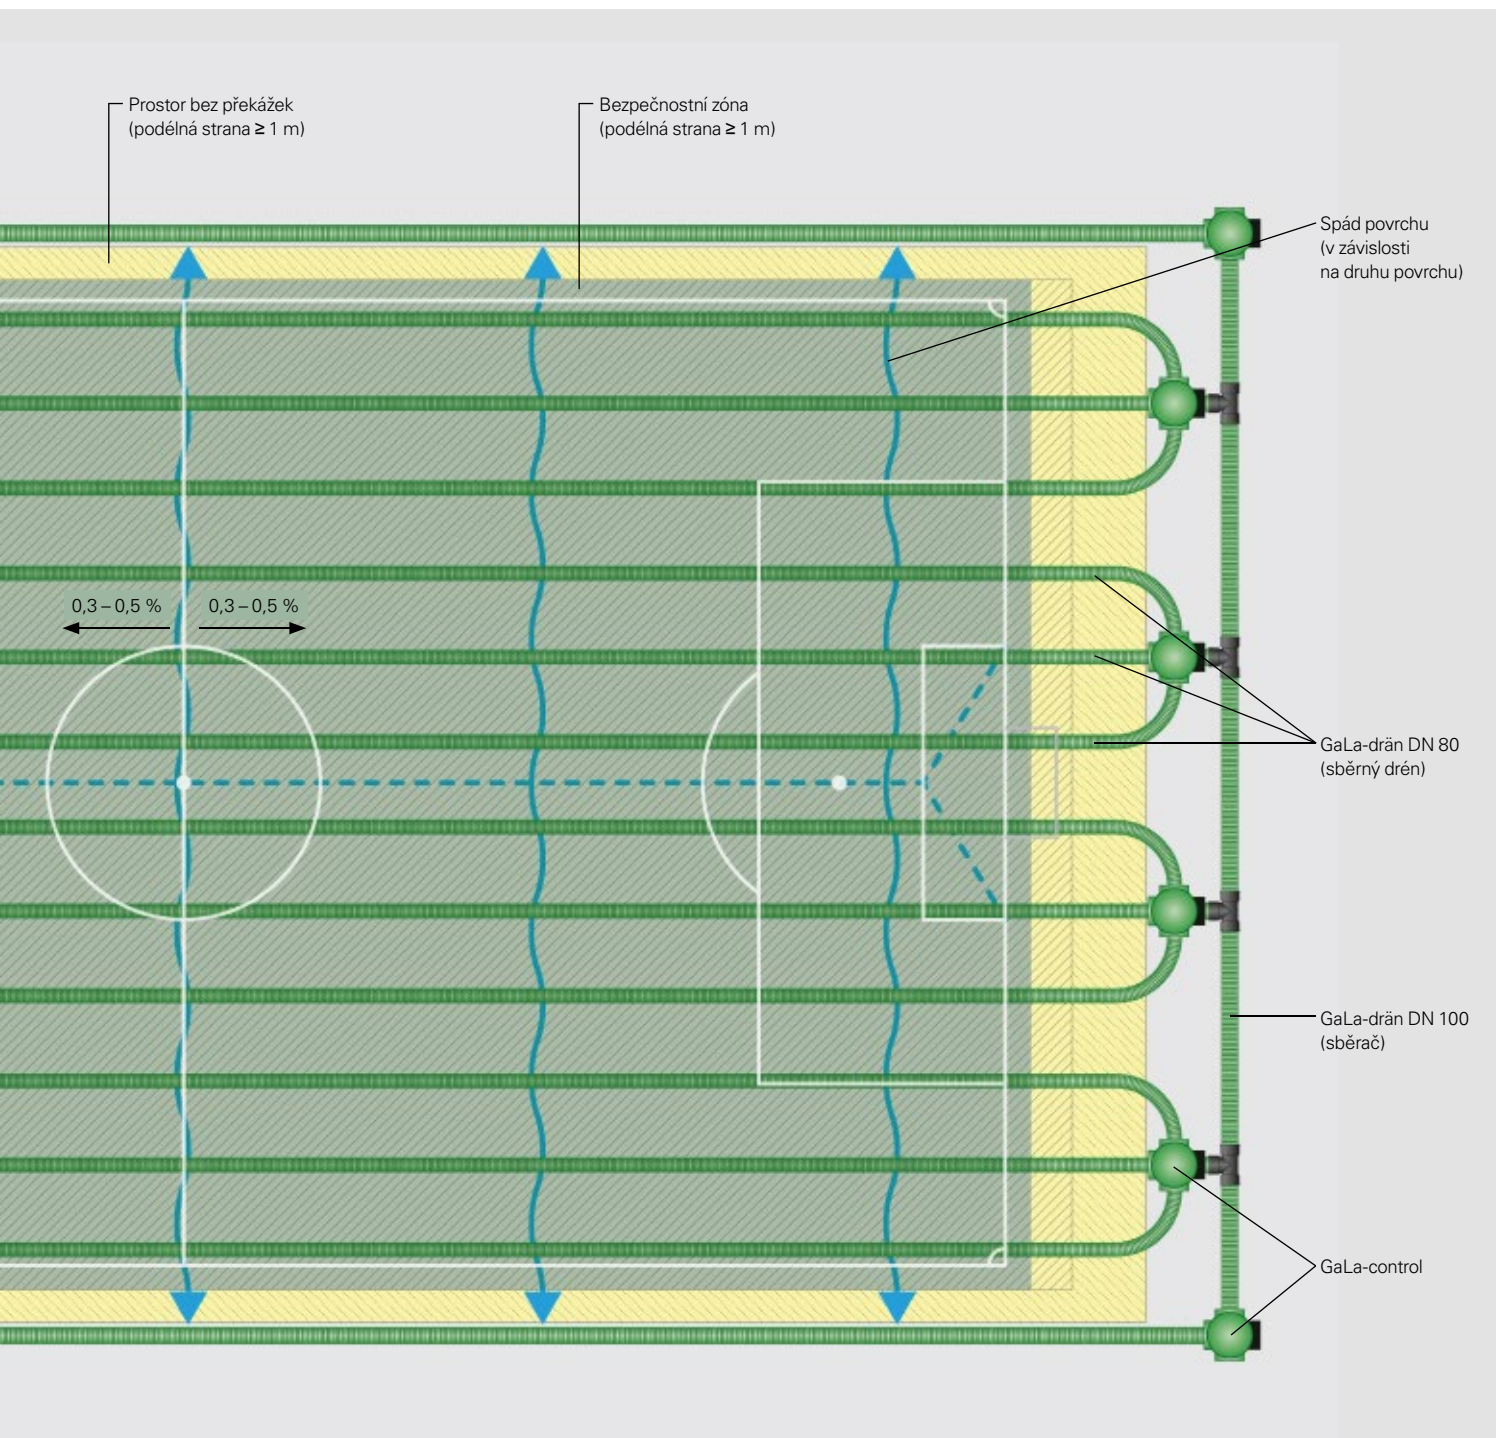 Prostor bez překážek
(podélná strana ≥ 1 m)
Bezpečnostní zóna
(podélná strana ≥ 1 m)
Spád povrchu
(v závislosti
na druhu povrchu)
0,3 – 0,5 %
0,3 – 0,5 %
GaLa-drän DN 80
(sběrný drén)
GaLa-drän DN 100
(sběrač)
GaLa-control